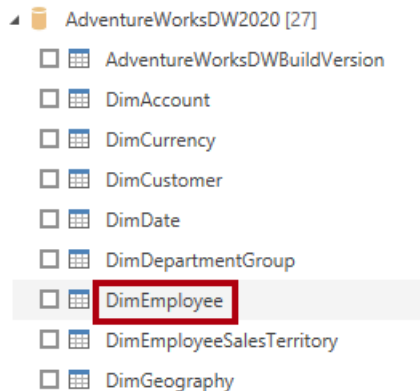 AdventureWorksDW2020 [27]
AdventureWorksDWBuildVersion
DimAccount
DimCurrency
DimCustomer
DimDate
DimDepartmentGroup
DimEmployee
DimEmployeeSalesTerritory
DimGeography